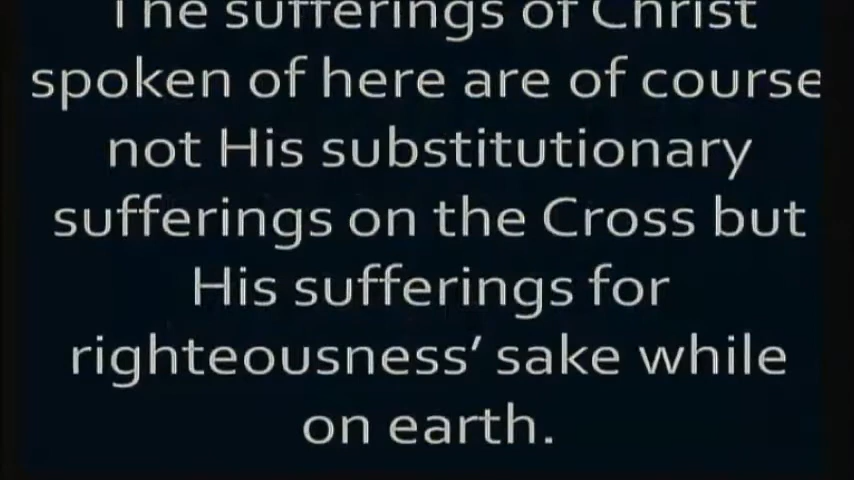 The sufferings of Christ
spoken of here are of course
not His substitutionary
sufferings on the Cross but
His sufferings for
righteousness' sake while
on earth.